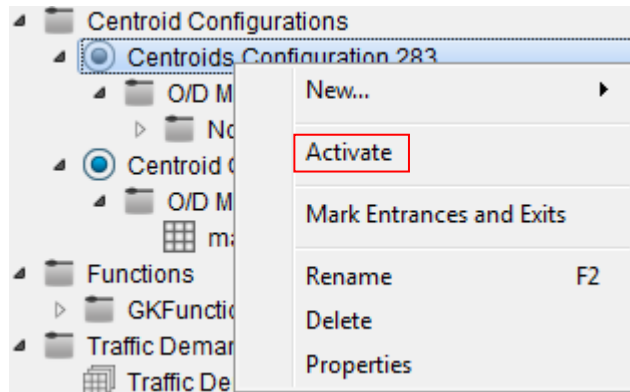 Centroid Configurations
Centroids Configuration 283
O/D M
New...
No
Activate
Centroid
O/D M
Mark Entrances and Exits
ma
Functions
Rename F2
GKFunctio
Delete
Traffic Demar
Properties
Traffic De